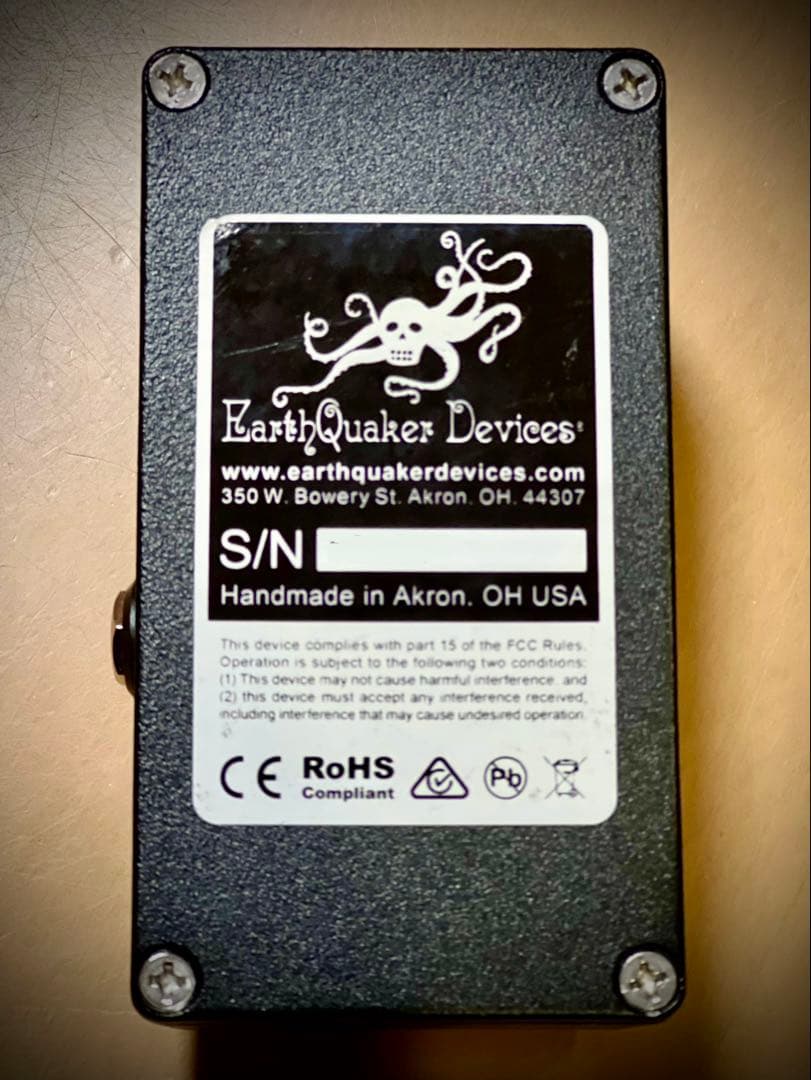 EarthQuaker Devices®
www.earthquakerdevices.com
350 W. Bowery St. Akron. OH. 44307
S/N
Handmade in Akron. OH USA
This device complies with part 15 of the FCC Rules.
Operation is subject to the following two conditions:
(1) This device may not cause harmful interference. and
(2) this device must accept any interference received,
including interference that may cause undesired operation.
CE RoHS Pb
Compliant